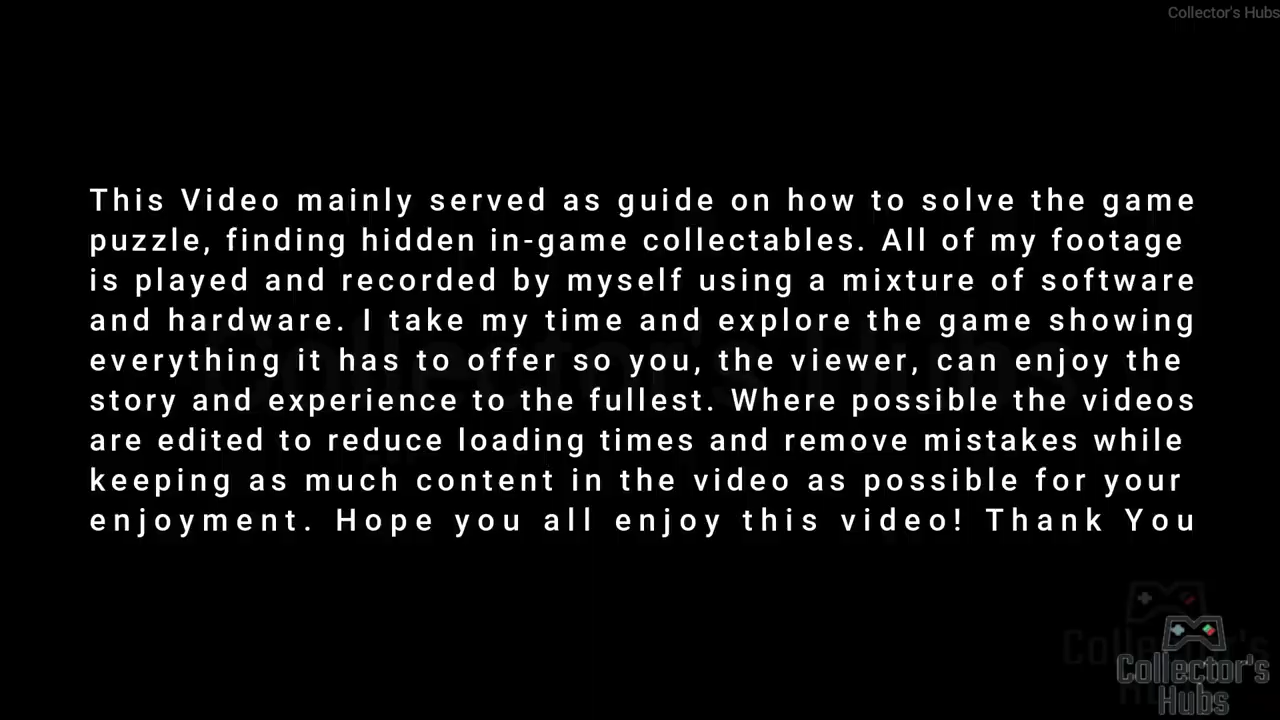 Collector's Hubs
This Video mainly served as guide on how to solve the game
puzzle, finding hidden in-game collectables. All of my footage
is played and recorded by myself using a mixture of software
and hardware. I take my time and explore the game showing
everything it has to offer so you, the viewer, can enjoy the
story and experience to the fullest. Where possible the videos
are edited to reduce loading times and remove mistakes while
keeping as much content in the video as possible for your
enjoyment. Hope you all enjoy this video! Thank You
Collector's
Hubs